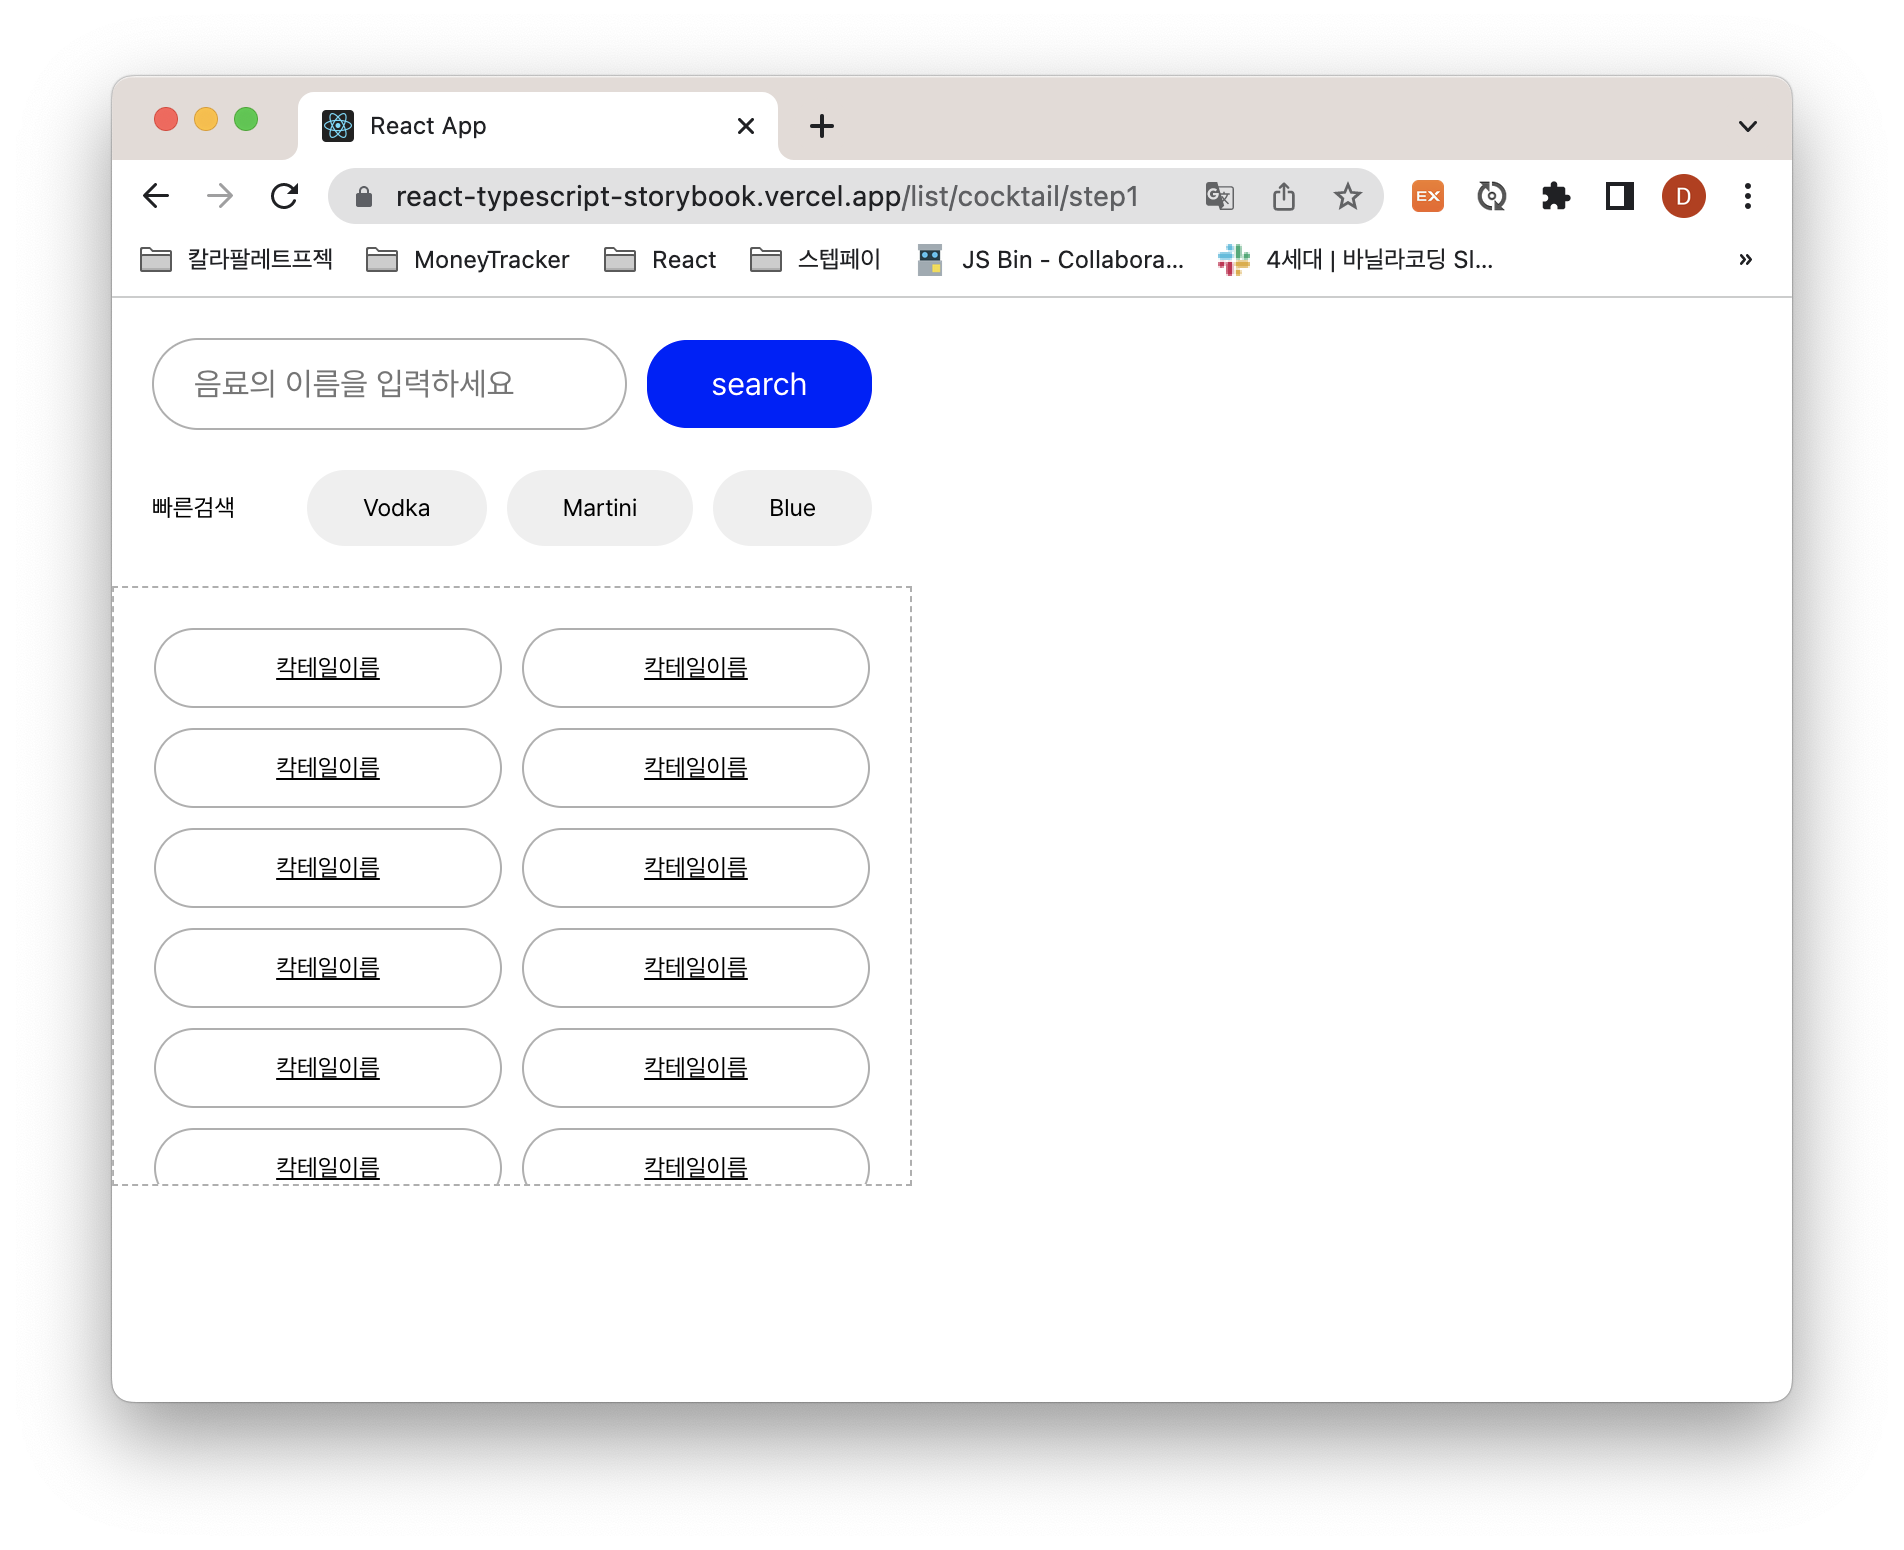 React App
react-typescript-storybook.vercel.app/list/cocktail/step1
EX
D
칼라팔레트프젝 MoneyTracker React 스텝페이 JS Bin - Collabora... 4세대 | 바닐라코딩 Sl...
음료의 이름을 입력하세요 search
빠른검색 Vodka Martini Blue
칵테일이름 칵테일이름
칵테일이름 칵테일이름
칵테일이름 칵테일이름
칵테일이름 칵테일이름
칵테일이름 칵테일이름
칵테일이름 칵테일이름